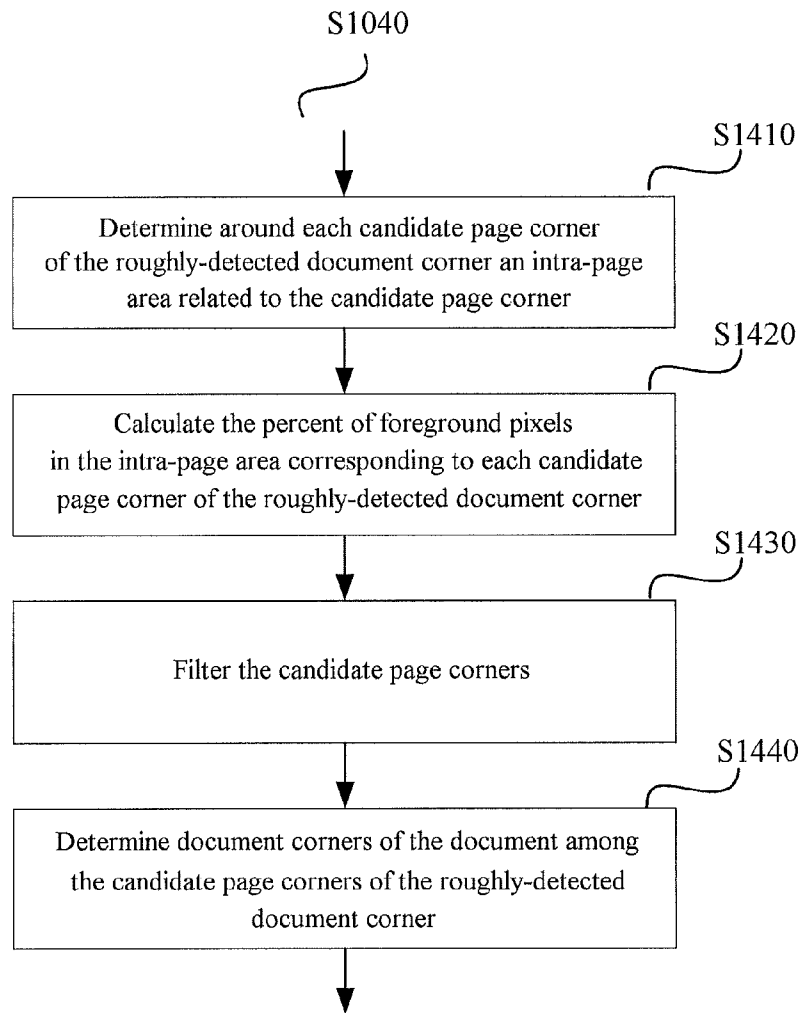 S1040
S1410
Determine around each candidate page corner
of the roughly-detected document corner an intra-page
area related to the candidate page corner
S1420
Calculate the percent of foreground pixels
in the intra-page area corresponding to each candidate
page corner of the roughly-detected document corner
S1430
Filter the candidate page corners
S1440
Determine document corners of the document among
the candidate page corners of the roughly-detected
document corner